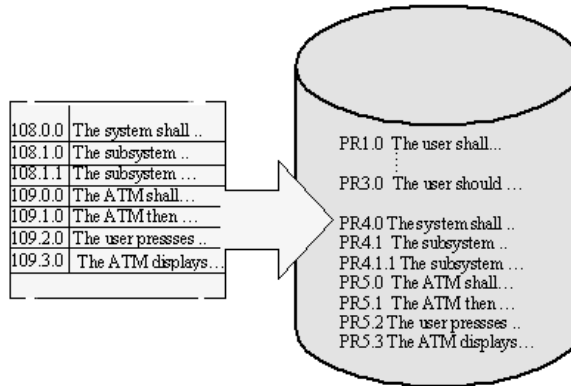 108.0.0 The system shall ..
108.1.0 The subsystem ..
108.1.1 The subsystem ...
109.0.0 The ATM shall...
109.1.0 The ATM then ...
109.2.0 The user pressses ..
109.3.0 The ATM displays...
PR1.0 The user shall...
PR3.0 The user should ...
PR4.0 The system shall ..
PR4.1 The subsystem ..
PR4.1.1 The subsystem ...
PR5.0 The ATM shall...
PR5.1 The ATM then ...
PR5.2 The user pressses ..
PR5.3 The ATM displays...